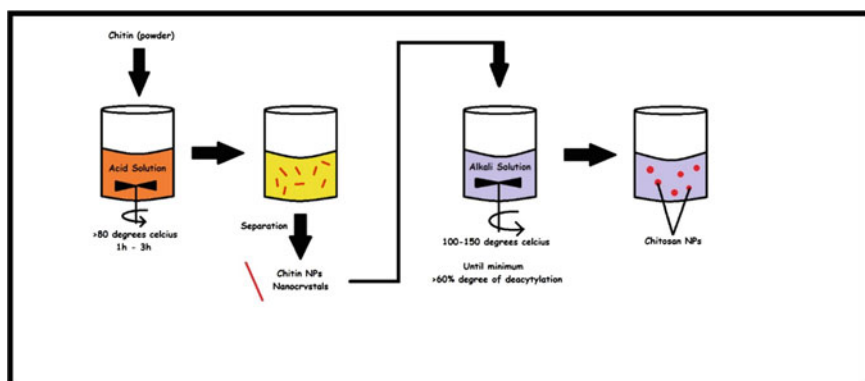 Chitin (powder)
Acid Solution
>80 degrees celcius
1h - 3h
Separation
Chitin NPs
Nanocrystals
Alkali Solution
100-150 degrees celcius
Until minimum
>60% degree of deacytylation
Chitosan NPs